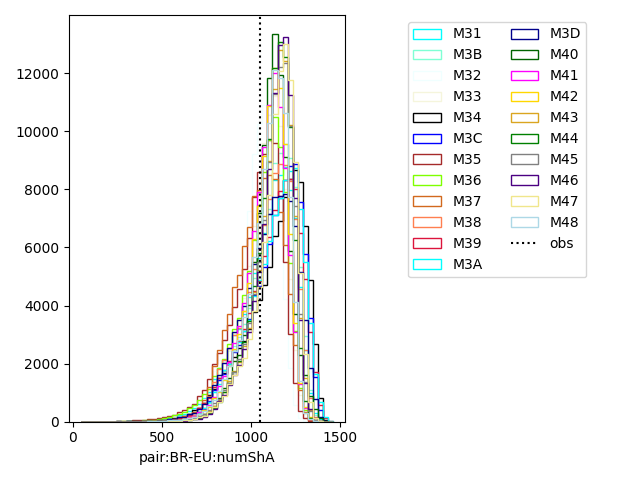 12000
10000
8000
6000
4000
2000
0
0 500 1000 1500
pair:BR-EU:numShA
M31 M3D
M3B M40
M32 M41
M33 M42
M34 M43
M3C M44
M35 M45
M36 M46
M37 M47
M38 M48
M39 obs
M3A